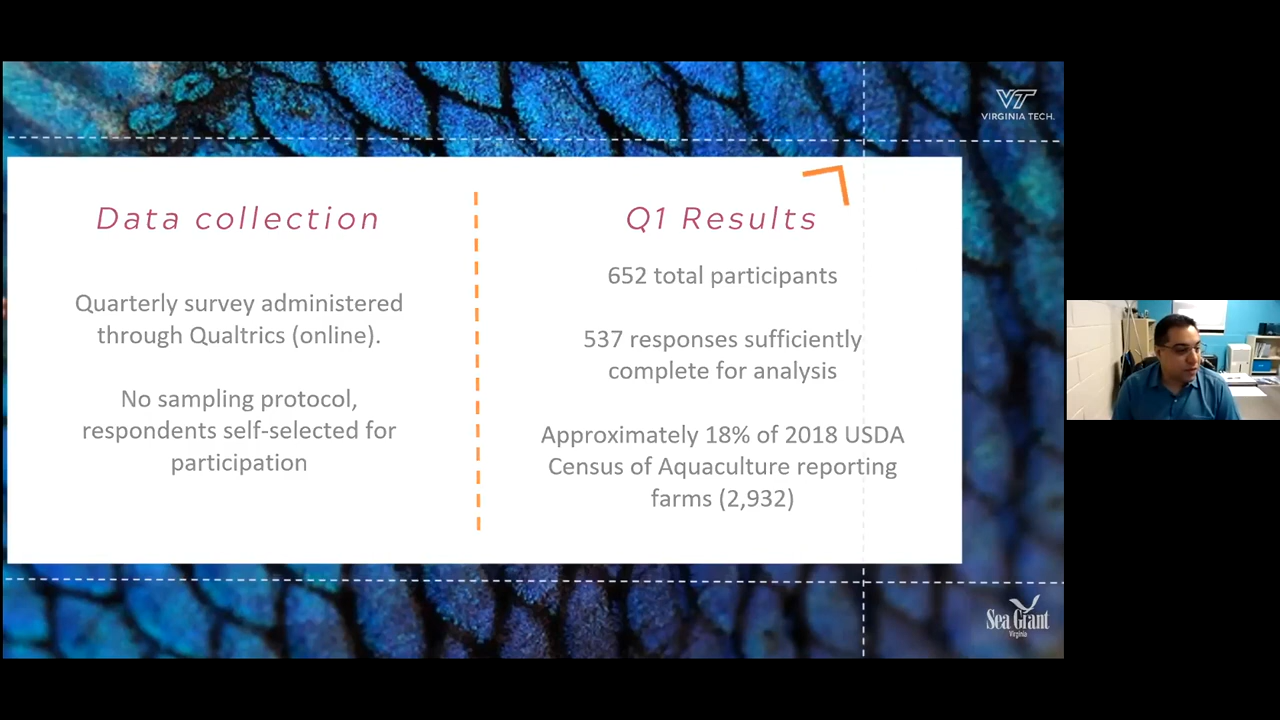 VT
VIRGINIA TECH.
Data collection
Quarterly survey administered
through Qualtrics (online).
No sampling protocol,
respondents self-selected for
participation
Q1 Results
652 total participants
537 responses sufficiently
complete for analysis
Approximately 18% of 2018 USDA
Census of Aquaculture reporting
farms (2,932)
Sea Grant
Virginia